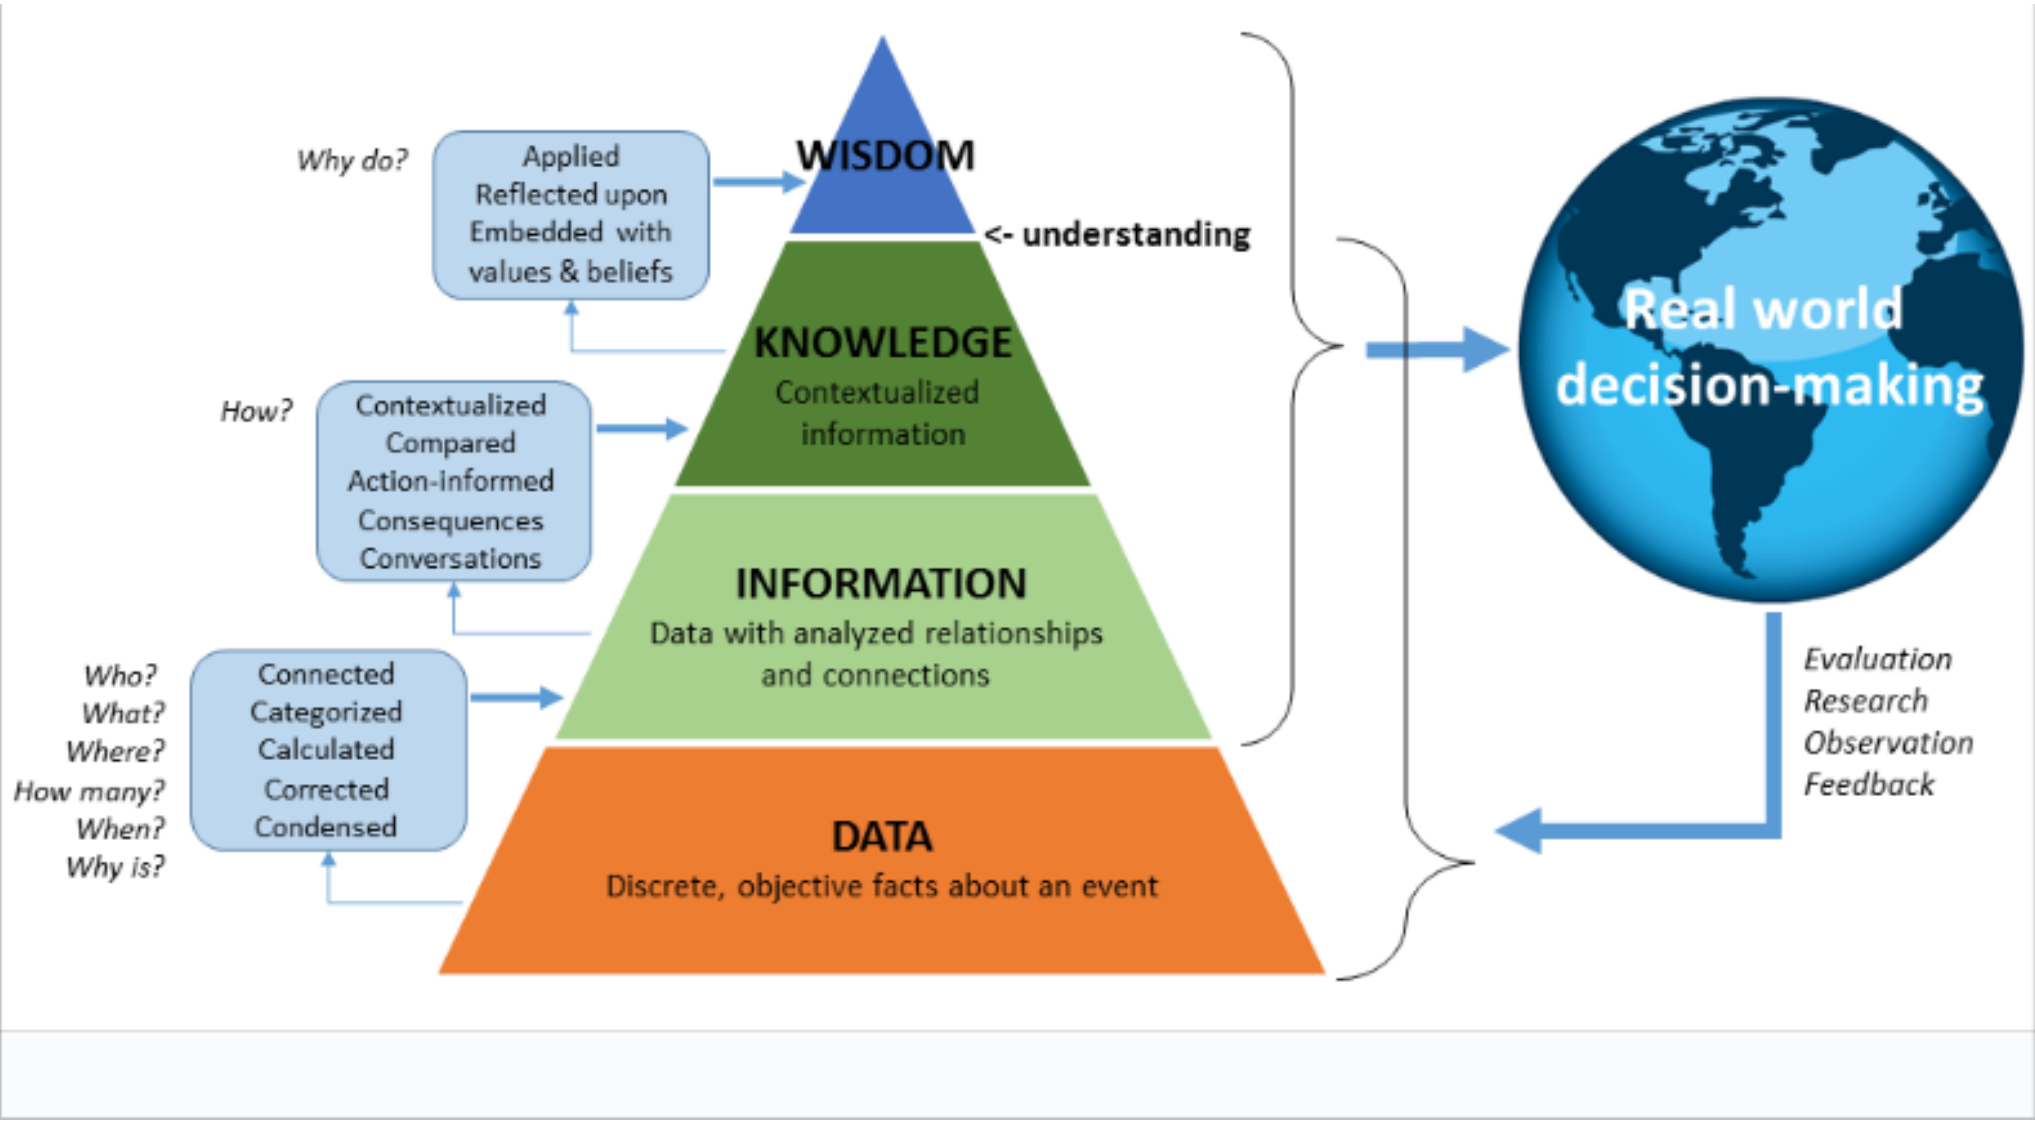 WISDOM
<- understanding
Why do?
Applied
Reflected upon
Embedded with
values & beliefs
KNOWLEDGE
Contextualized
information
How?
Contextualized
Compared
Action-informed
Consequences
Conversations
INFORMATION
Data with analyzed relationships
and connections
Who?
What?
Where?
How many?
When?
Why is?
Connected
Categorized
Calculated
Corrected
Condensed
DATA
Discrete, objective facts about an event
Real world
decision-making
Evaluation
Research
Observation
Feedback